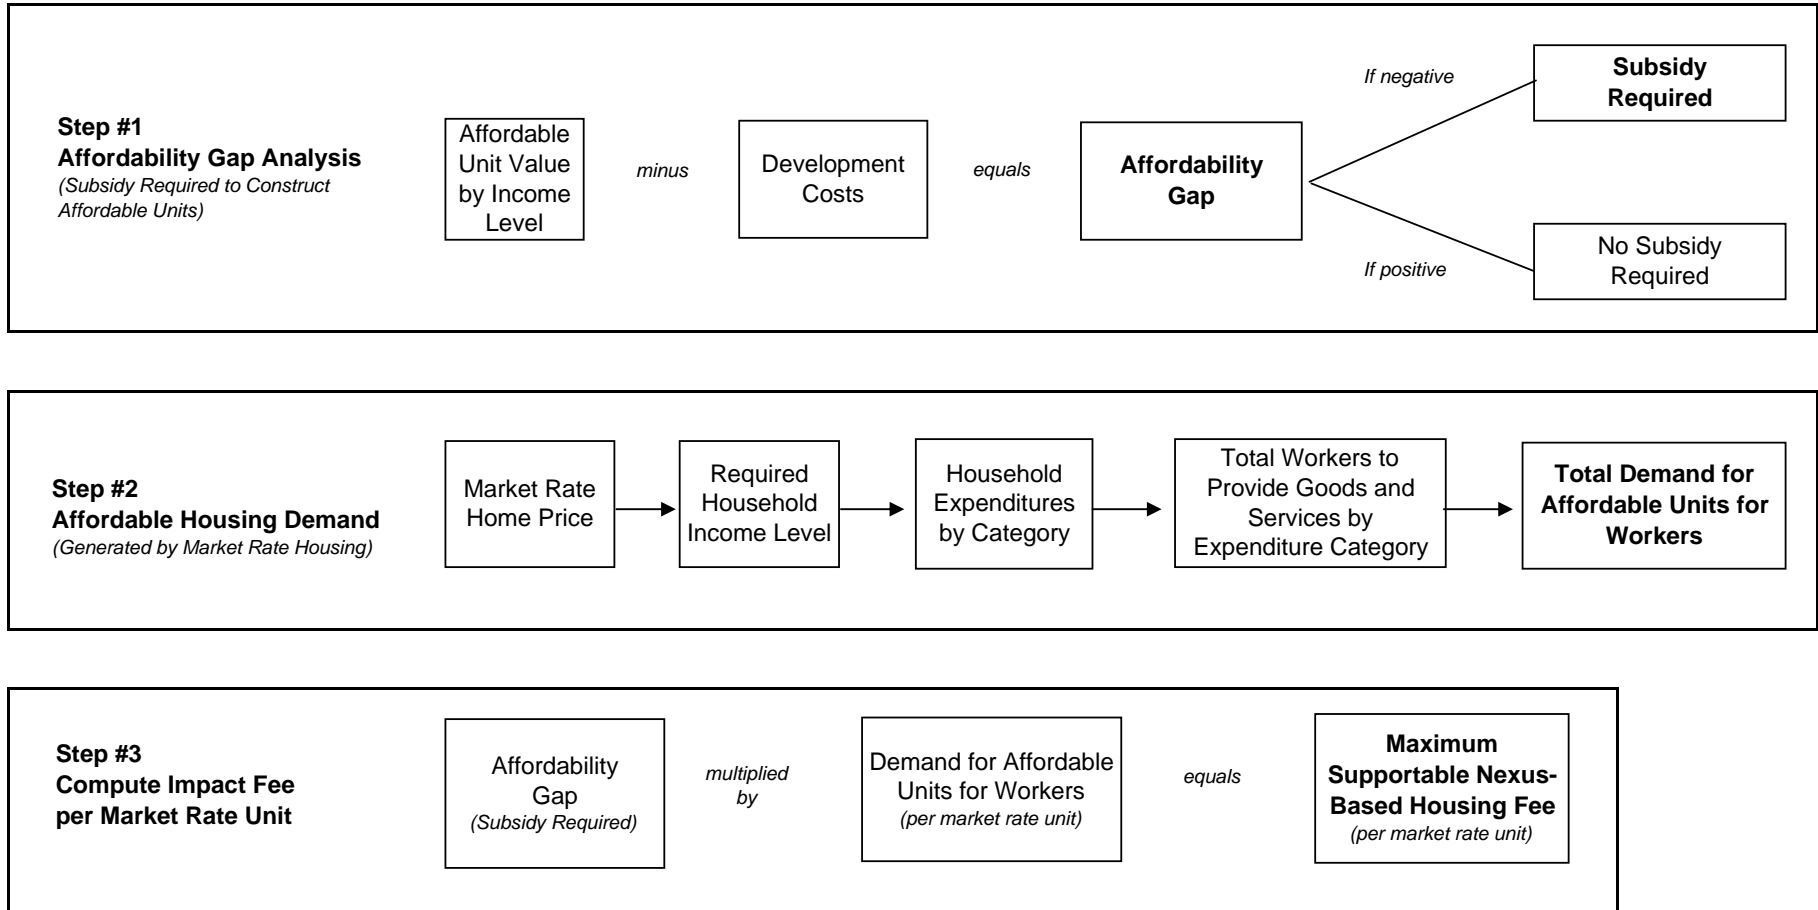 Step #1
Affordability Gap Analysis
(Subsidy Required to Construct
Affordable Units)
Affordable
Unit Value
by Income
Level
minus
Development
Costs
equals
Affordability
Gap
If negative
Subsidy
Required
If positive
No Subsidy
Required
Step #2
Affordable Housing Demand
(Generated by Market Rate Housing)
Market Rate
Home Price
Required
Household
Income Level
Household
Expenditures
by Category
Total Workers to
Provide Goods and
Services by
Expenditure Category
Total Demand for
Affordable Units for
Workers
Step #3
Compute Impact Fee
per Market Rate Unit
Affordability
Gap
(Subsidy Required)
multiplied
by
Demand for Affordable
Units for Workers
(per market rate unit)
equals
Maximum
Supportable Nexus-
Based Housing Fee
(per market rate unit)